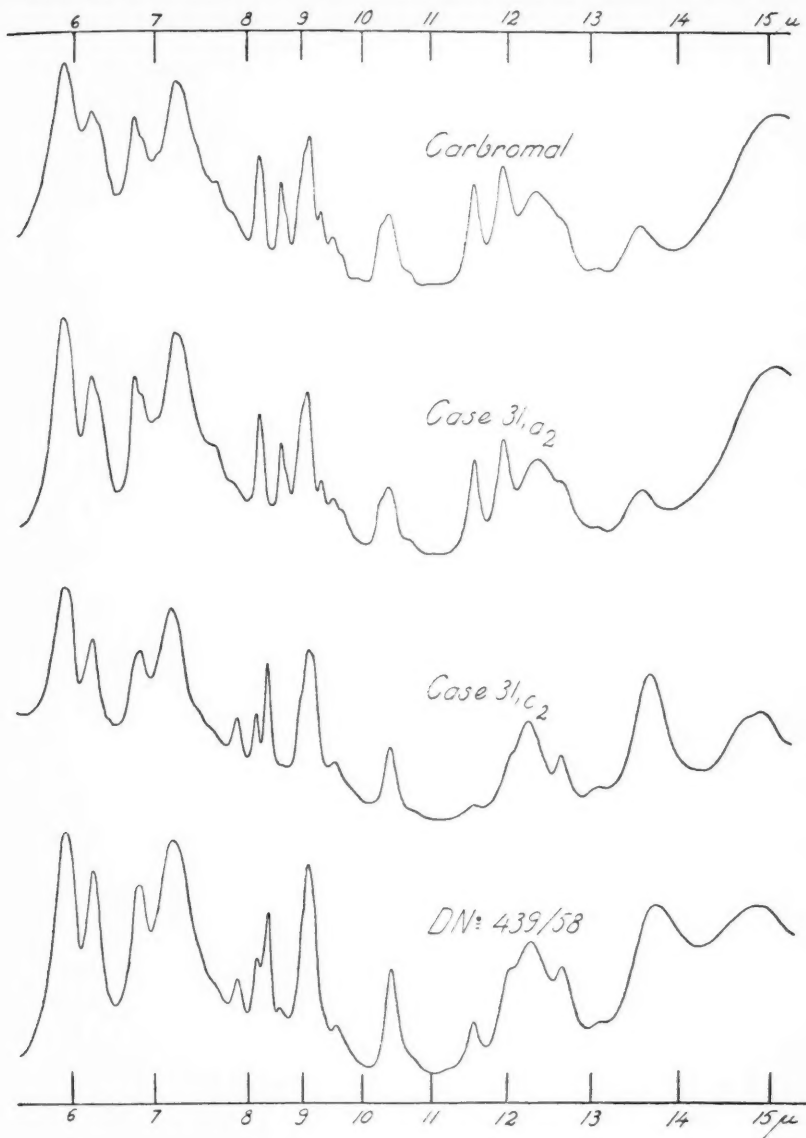 6 7 8 9 10 11 12 13 14 15 μ
Carbromal
Case 31,a2
Case 31,c2
DN: 439/58
6 7 8 9 10 11 12 13 14 15 μ